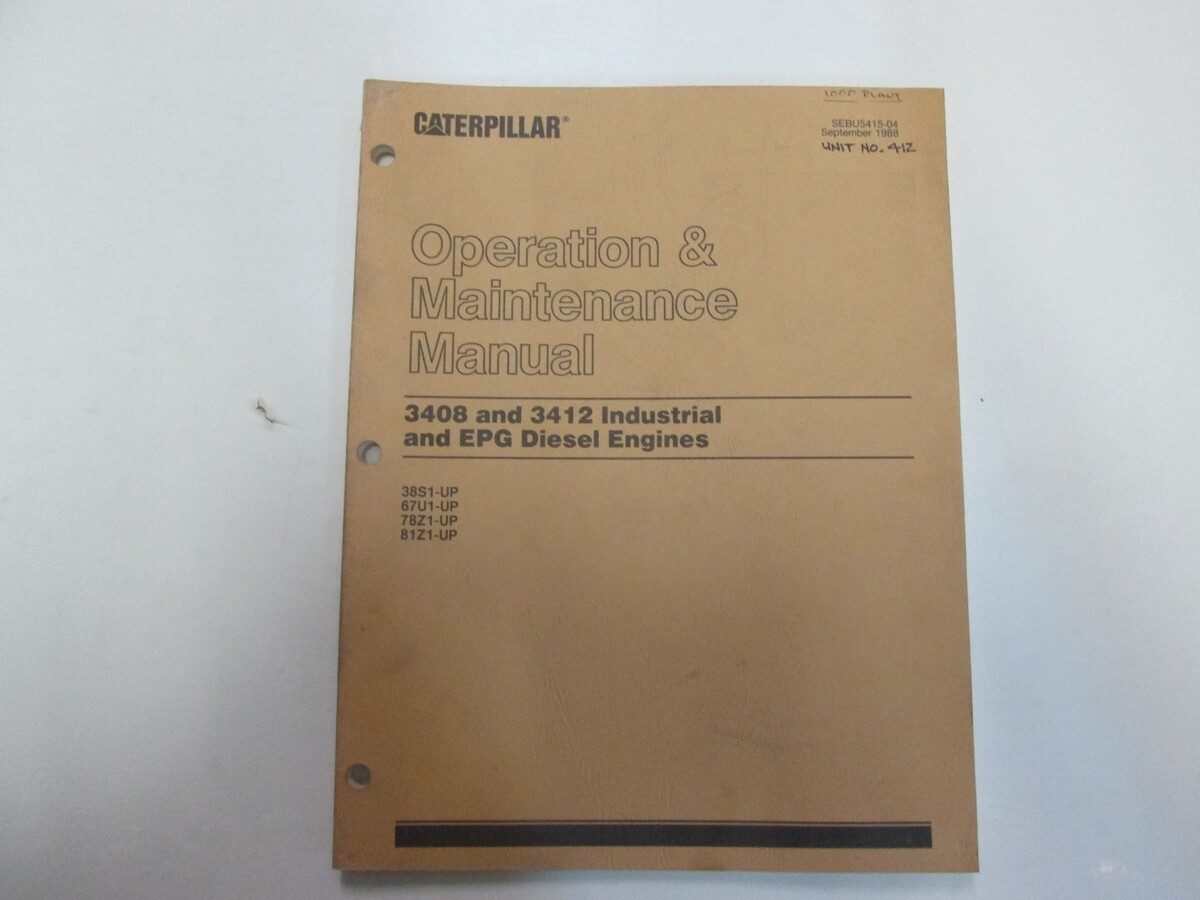 1000 PLANT
CATERPILLAR®
SEBU5415-04
September 1988
UNIT NO. 412
Operation &
Maintenance
Manual
3408 and 3412 Industrial
and EPG Diesel Engines
38S1-UP
67U1-UP
78Z1-UP
81Z1-UP